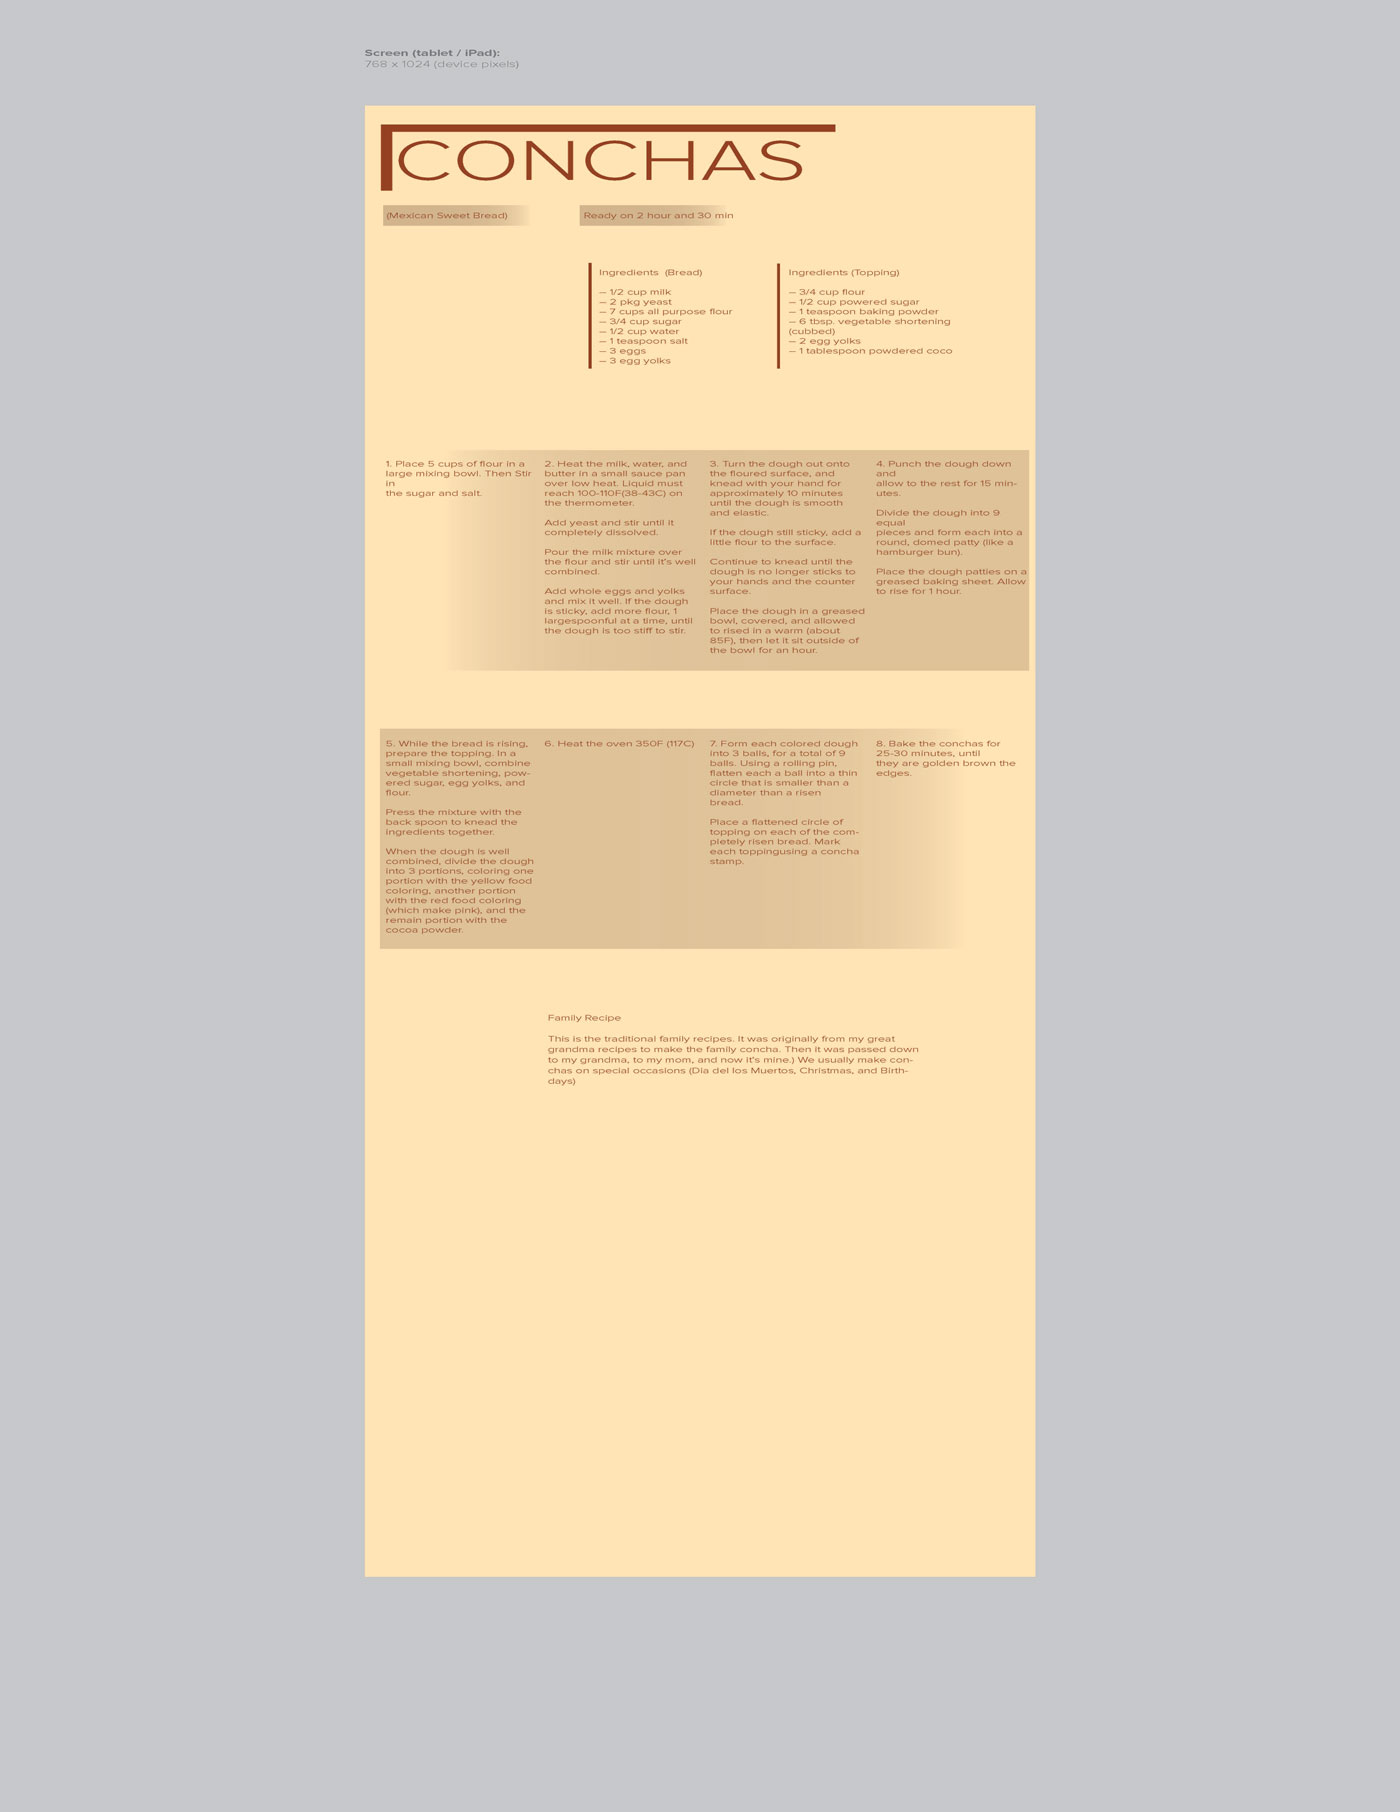 Screen (tablet / iPad):
768 x 1024 (device pixels)
CONCHAS
(Mexican Sweet Bread)
Ready on 2 hour and 30 min
Ingredients (Bread)
— 1/2 cup milk
— 2 pkg yeast
— 7 cups all purpose flour
— 3/4 cup sugar
— 1/2 cup water
— 1 teaspoon salt
— 3 eggs
— 3 egg yolks
Ingredients (Topping)
— 3/4 cup flour
— 1/2 cup powered sugar
— 1 teaspoon baking powder
— 6 tbsp. vegetable shortening
(cubbed)
— 2 egg yolks
— 1 tablespoon powdered coco
1. Place 5 cups of flour in a
large mixing bowl. Then Stir
in
the sugar and salt.
2. Heat the milk, water, and
butter in a small sauce pan
over low heat. Liquid must
reach 100-110F(38-43C) on
the thermometer.
Add yeast and stir until it
completely dissolved.
Pour the milk mixture over
the flour and stir until it's well
combined.
Add whole eggs and yolks
and mix it well. If the dough
is sticky, add more flour, 1
largespoonful at a time, until
the dough is too stiff to stir.
3. Turn the dough out onto
the floured surface, and
knead with your hand for
approximately 10 minutes
until the dough is smooth
and elastic.
If the dough still sticky, add a
little flour to the surface.
Continue to knead until the
dough is no longer sticks to
your hands and the counter
surface.
Place the dough in a greased
bowl, covered, and allowed
to rised in a warm (about
85F), then let it sit outside of
the bowl for an hour.
4. Punch the dough down
and
allow to the rest for 15 min-
utes.
Divide the dough into 9
equal
pieces and form each into a
round, domed patty (like a
hamburger bun).
Place the dough patties on a
greased baking sheet. Allow
to rise for 1 hour.
5. While the bread is rising,
prepare the topping. In a
small mixing bowl, combine
vegetable shortening, pow-
ered sugar, egg yolks, and
flour.
Press the mixture with the
back spoon to knead the
ingredients together.
When the dough is well
combined, divide the dough
into 3 portions, coloring one
portion with the yellow food
coloring, another portion
with the red food coloring
(which make pink), and the
remain portion with the
cocoa powder.
6. Heat the oven 350F (117C)
7. Form each colored dough
into 3 balls, for a total of 9
balls. Using a rolling pin,
flatten each a ball into a thin
circle that is smaller than a
diameter than a risen
bread.
Place a flattened circle of
topping on each of the com-
pletely risen bread. Mark
each toppingusing a concha
stamp.
8. Bake the conchas for
25-30 minutes, until
they are golden brown the
edges.
Family Recipe
This is the traditional family recipes. It was originally from my great
grandma recipes to make the family concha. Then it was passed down
to my grandma, to my mom, and now it's mine.) We usually make con-
chas on special occasions (Dia del los Muertos, Christmas, and Birth-
days)